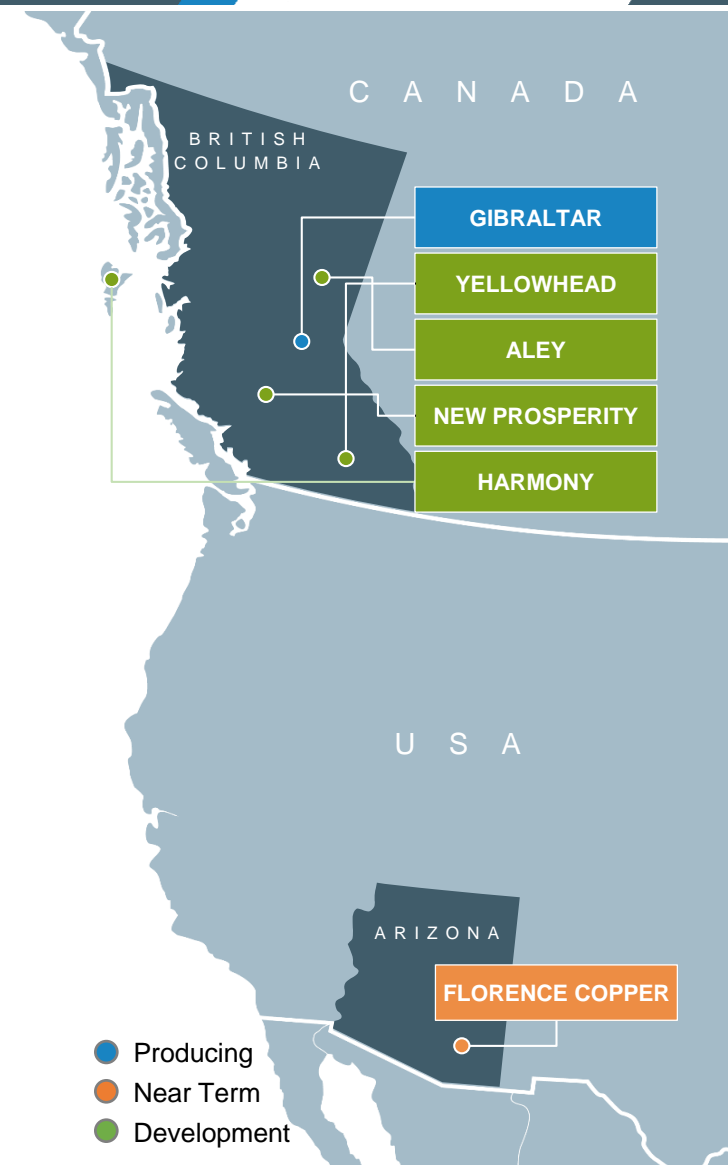 CANADA
BRITISH
COLUMBIA
GIBRALTAR
YELLOWHEAD
ALEY
NEW PROSPERITY
HARMONY
USA
ARIZONA
FLORENCE COPPER
Producing
Near Term
Development